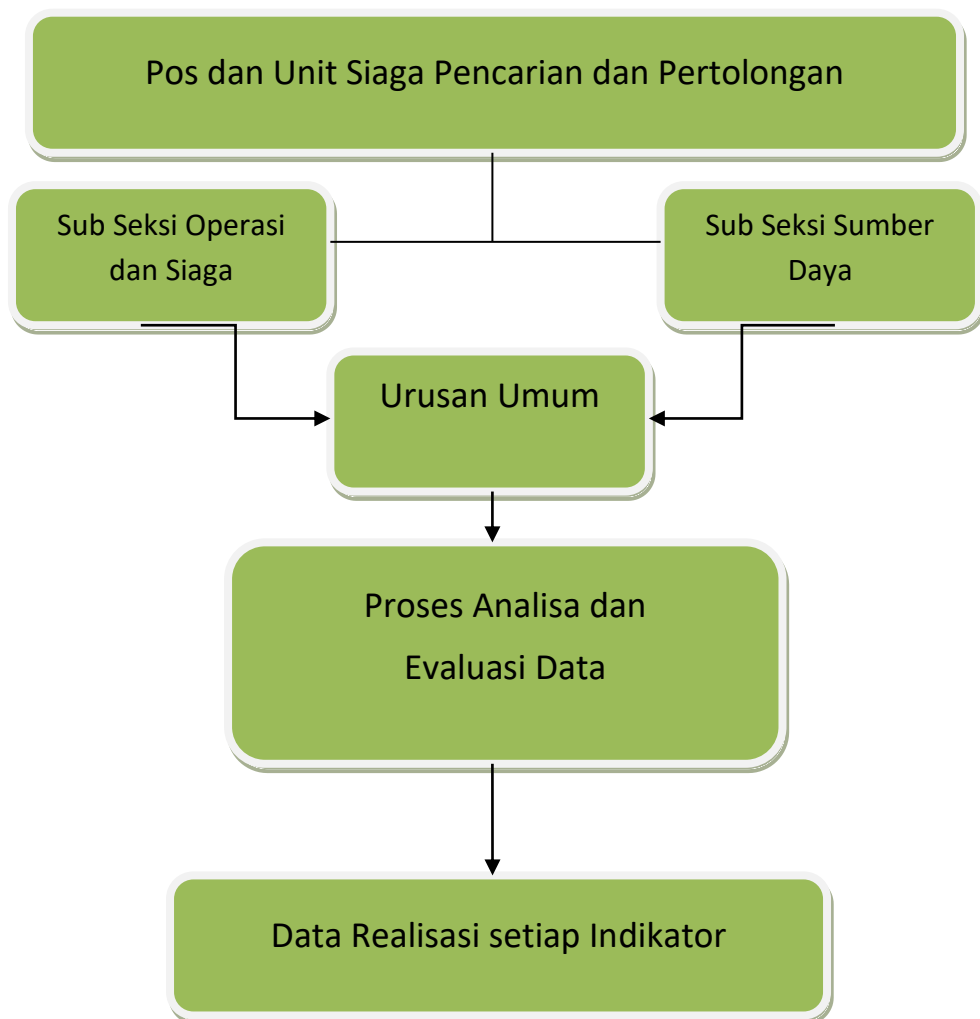 Pos dan Unit Siaga Pencarian dan Pertolongan
Sub Seksi Operasi
dan Siaga
Sub Seksi Sumber
Daya
Urusan Umum
Proses Analisa dan
Evaluasi Data
Data Realisasi setiap Indikator